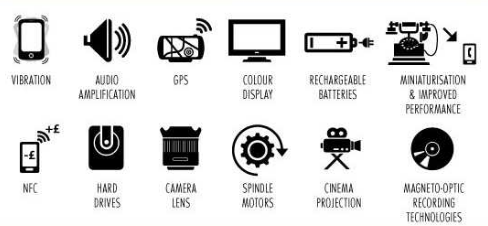 VIBRATION
AUDIO
AMPLIFICATION
GPS
COLOUR
DISPLAY
RECHARGEABLE
BATTERIES
MINIATURISATION
& IMPROVED
PERFORMANCE
+£
-£
NFC
HARD
DRIVES
CAMERA
LENS
SPINDLE
MOTORS
CINEMA
PROJECTION
MAGNETO-OPTIC
RECORDING
TECHNOLOGIES